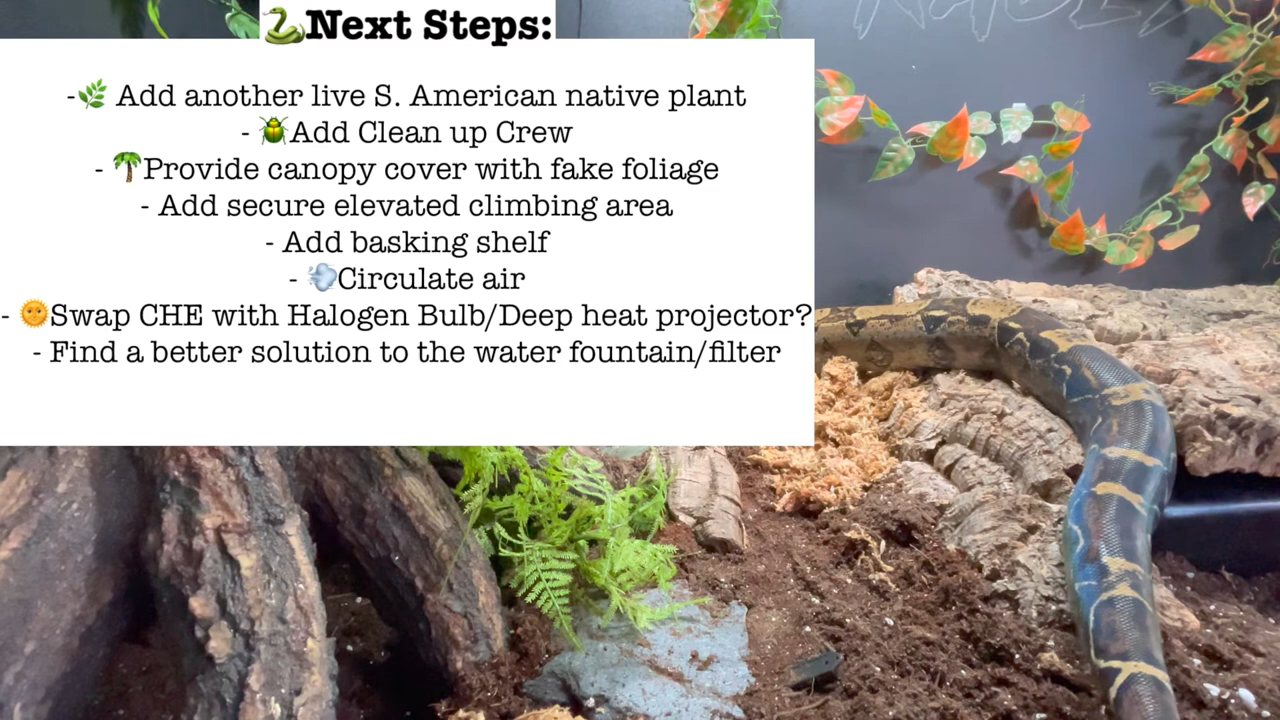 🐍Next Steps:
-🌿 Add another live S. American native plant
- 🪲Add Clean up Crew
- 🌴Provide canopy cover with fake foliage
- Add secure elevated climbing area
- Add basking shelf
- 💨Circulate air
- 🌞Swap CHE with Halogen Bulb/Deep heat projector?
- Find a better solution to the water fountain/filter